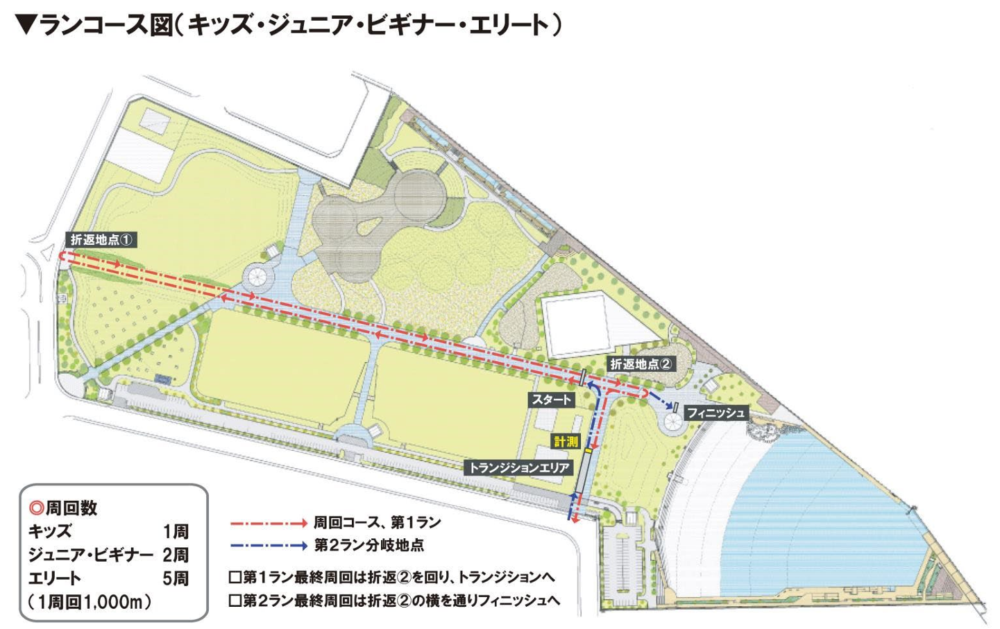 ▼ランコース図(キッズ・ジュニア・ビギナー・エリート)
折返地点①
折返地点②
スタート
フィニッシュ
計測
トランジションエリア
◎周回数
キッズ 1周
ジュニア・ビギナー 2周
エリート 5周
(1周回1,000m)
周回コース、第1ラン
第2ラン分岐地点
□第1ラン最終周回は折返②を回り、トランジションへ
□第2ラン最終周回は折返②の横を通りフィニッシュへ